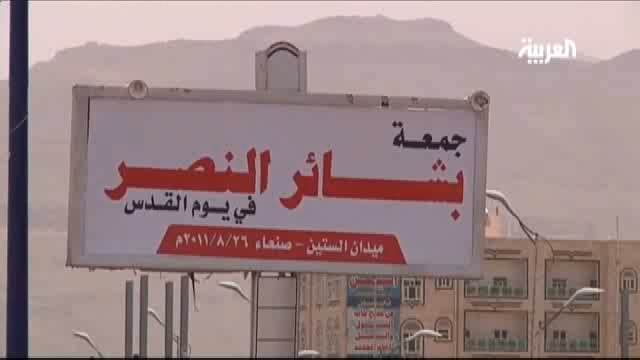 العربية
جمعة
بشائر النصر
في يوم القدس
ميدان الستين - صنعاء ٢٠١١/٨/٢٦م